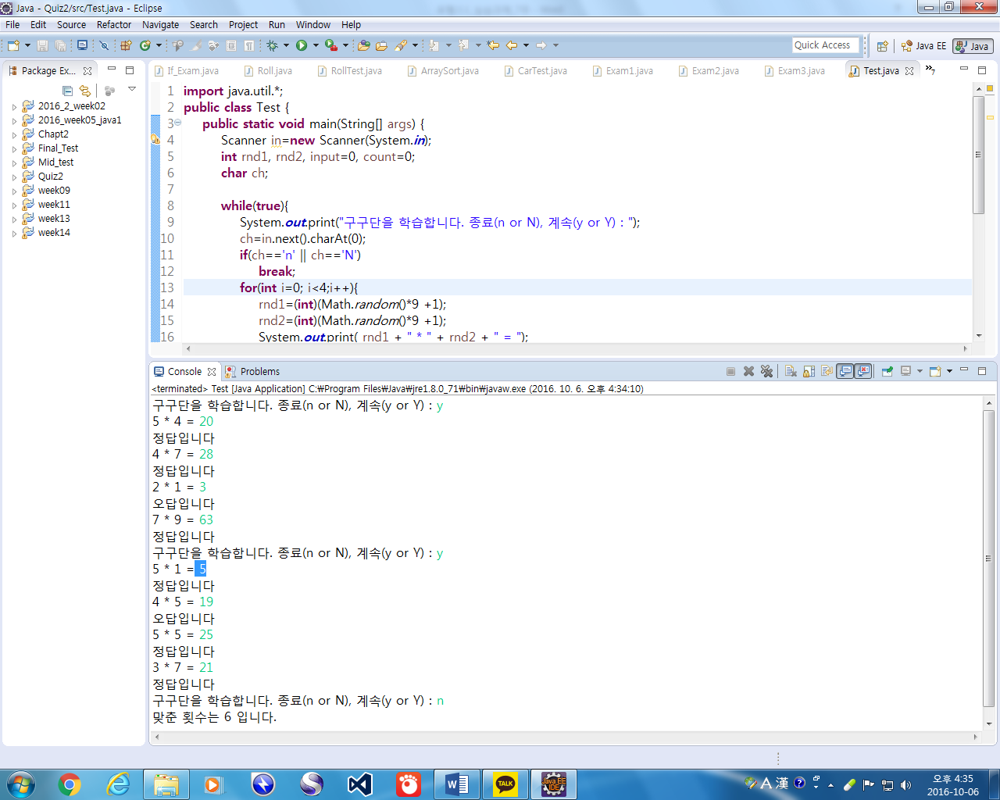 Java - Quiz2/src/Test.java - Eclipse
File Edit Source Refactor Navigate Search Project Run Window Help
Quick Access
Java EE
Java
Package Ex...
If_Exam.java
Roll.java
RollTest.java
ArraySort.java
CarTest.java
Exam1.java
Exam2.java
Exam3.java
Test.java
»7
2016_2_week02
2016_week05_java1
Chapt2
Final_Test
Mid_test
Quiz2
week09
week11
week13
week14
1 import java.util.*;
2 public class Test {
3 public static void main(String[] args) {
4 Scanner in=new Scanner(System.in);
5 int rnd1, rnd2, input=0, count=0;
6 char ch;
7
8 while(true){
9 System.out.print("구구단을 학습합니다. 종료(n or N), 계속(y or Y) : ");
10 ch=in.next().charAt(0);
11 if(ch=='n' || ch=='N')
12 break;
13 for(int i=0; i<4;i++){
14 rnd1=(int)(Math.random()*9 +1);
15 rnd2=(int)(Math.random()*9 +1);
16 System.out.print( rnd1 + " * " + rnd2 + " = ");
Console
Problems
<terminated> Test [Java Application] C:₩Program Files₩Java₩jre1.8.0_71₩bin₩javaw.exe (2016. 10. 6. 오후 4:34:10)
구구단을 학습합니다. 종료(n or N), 계속(y or Y) : y
5 * 4 = 20
정답입니다
4 * 7 = 28
정답입니다
2 * 1 = 3
오답입니다
7 * 9 = 63
정답입니다
구구단을 학습합니다. 종료(n or N), 계속(y or Y) : y
5 * 1 = 5
정답입니다
4 * 5 = 19
오답입니다
5 * 5 = 25
정답입니다
3 * 7 = 21
정답입니다
구구단을 학습합니다. 종료(n or N), 계속(y or Y) : n
맞춘 횟수는 6 입니다.
TALK
Java EE
IDE
A 漢
오후 4:35
2016-10-06